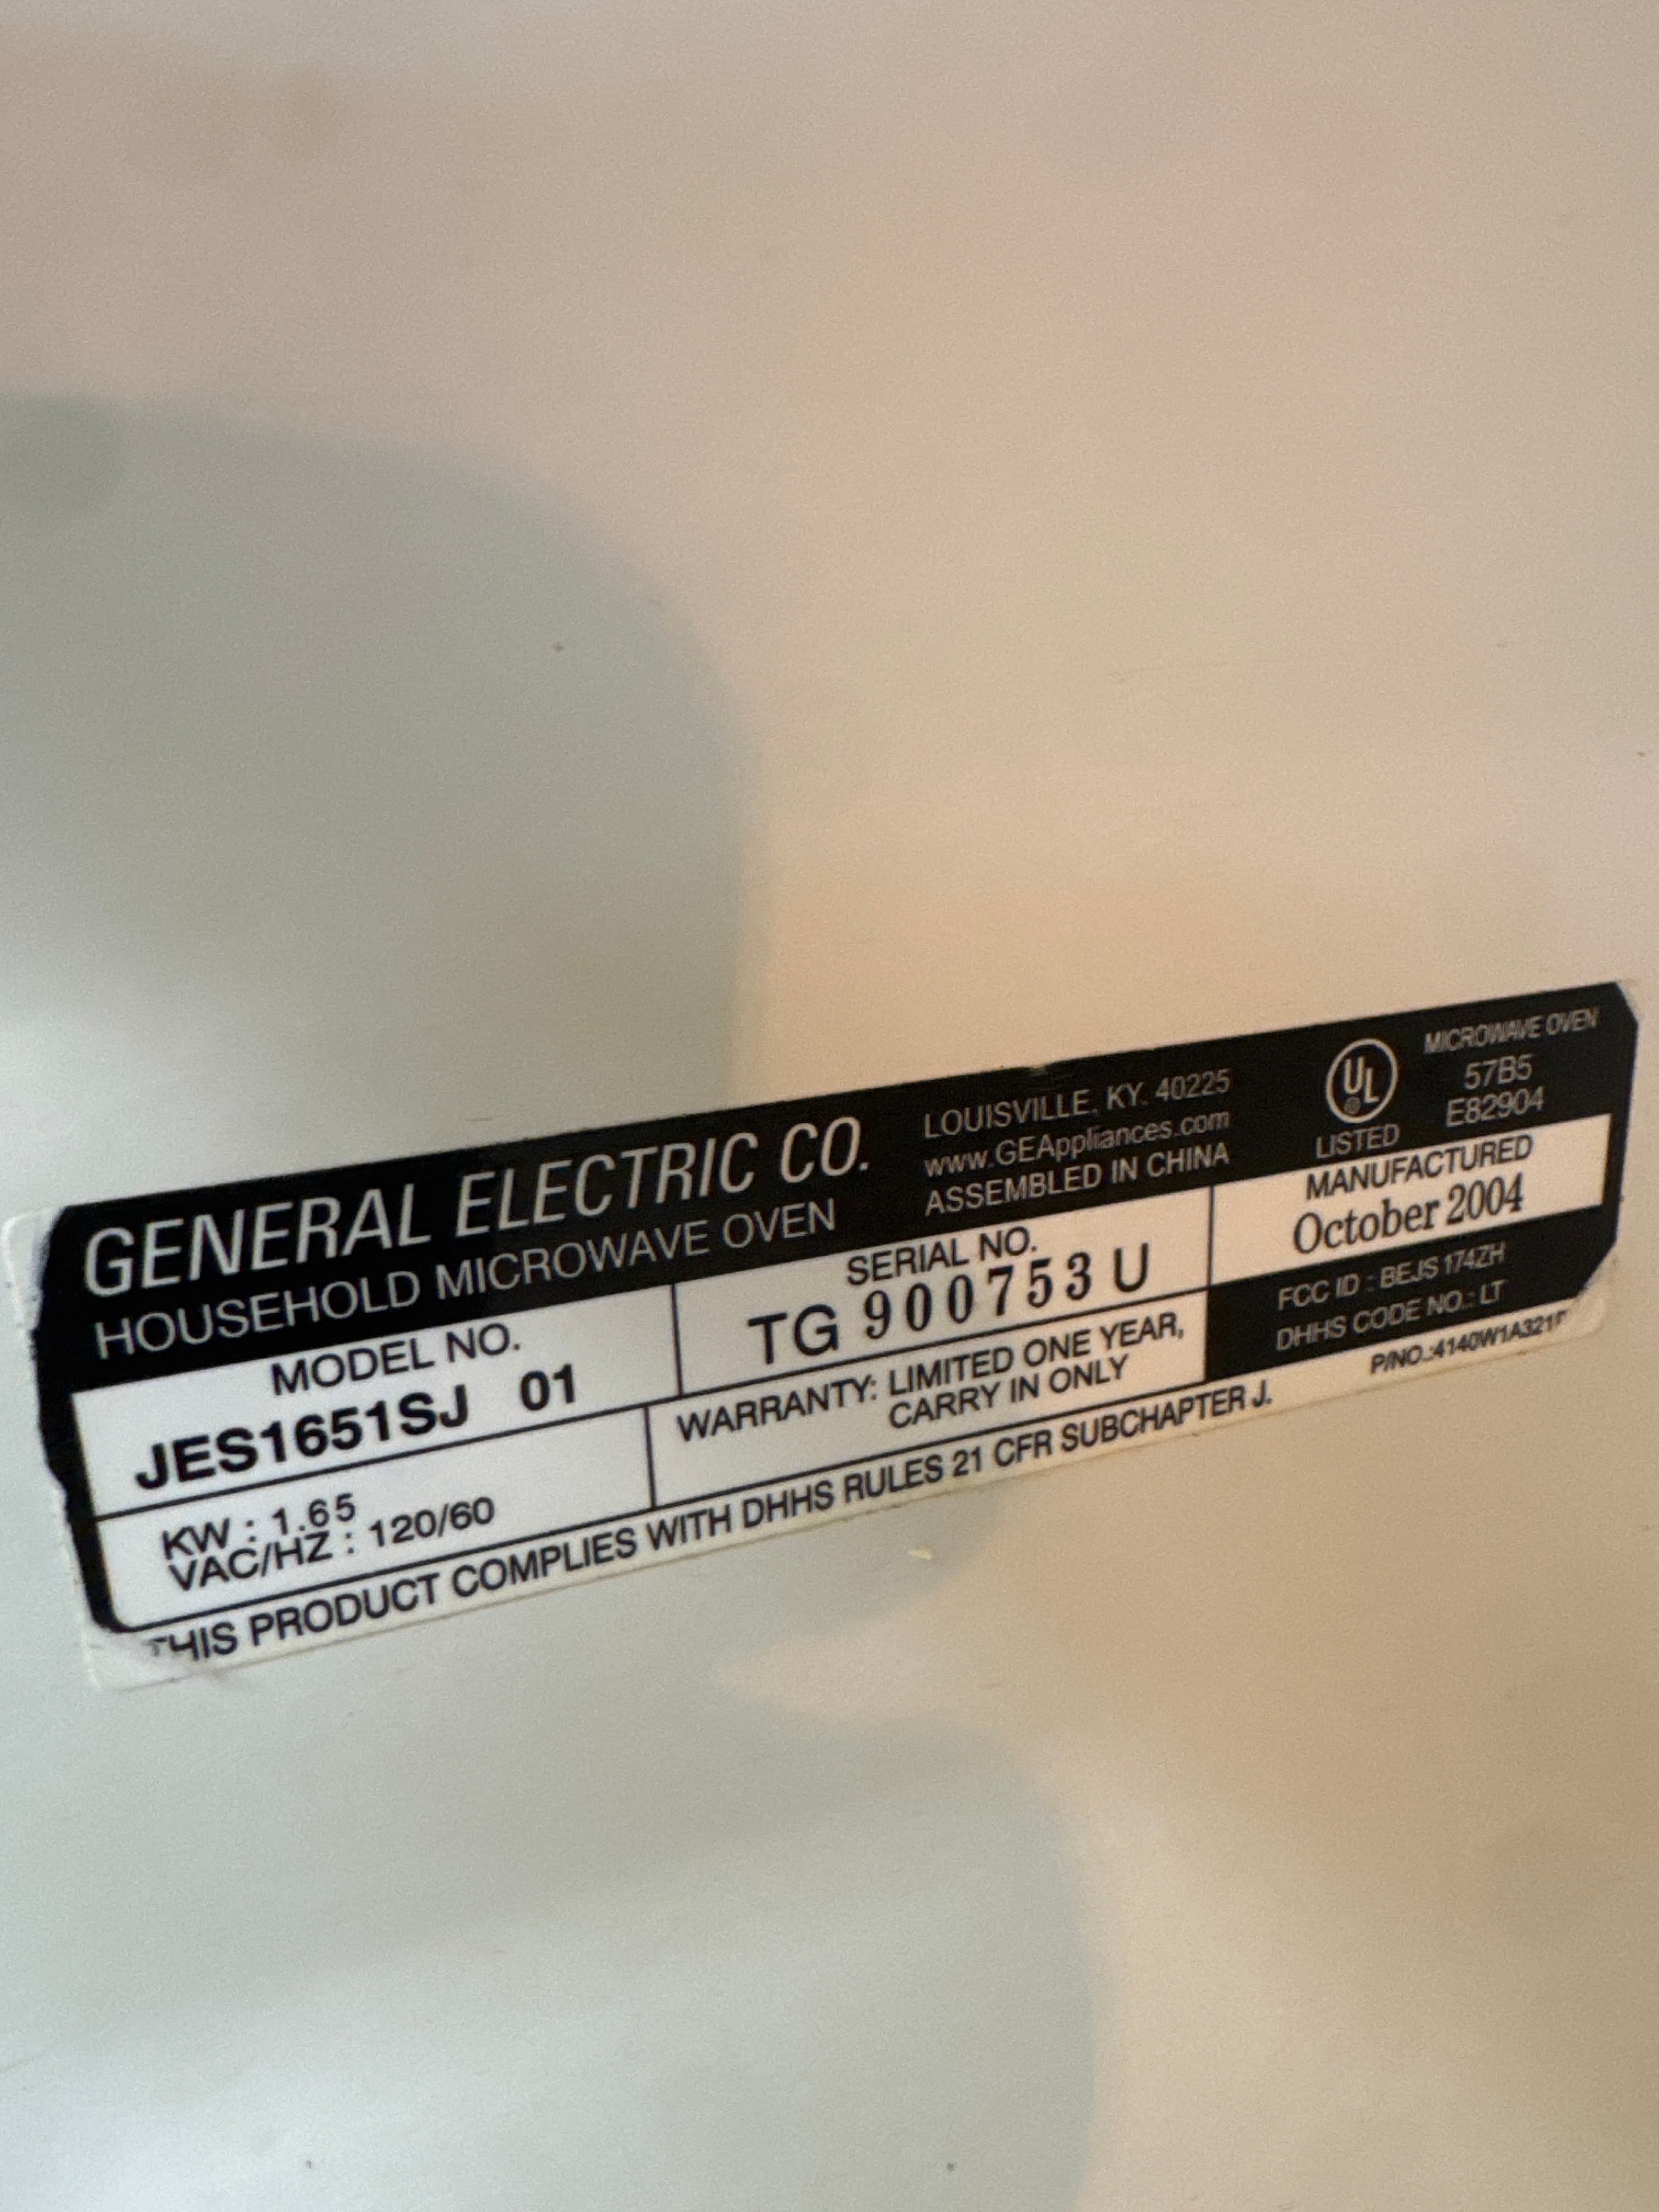 GENERAL ELECTRIC CO.
HOUSEHOLD MICROWAVE OVEN
LOUISVILLE, KY. 40225
www.GEAppliances.com
ASSEMBLED IN CHINA
UL
LISTED
MICROWAVE OVEN
57B5
E82904
MODEL NO.
JES1651SJ 01
SERIAL NO.
TG 900753 U
MANUFACTURED
October 2004
KW : 1.65
VAC/HZ : 120/60
WARRANTY: LIMITED ONE YEAR,
CARRY IN ONLY
FCC ID : BEJS174ZH
DHHS CODE NO.: LT
THIS PRODUCT COMPLIES WITH DHHS RULES 21 CFR SUBCHAPTER J.
P/NO.: